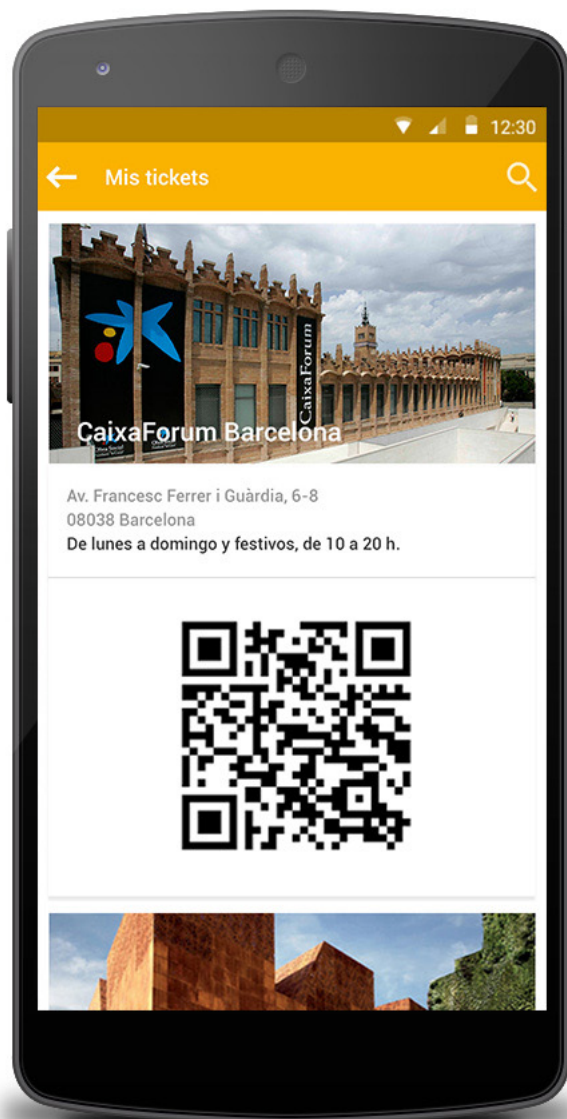 12:30
Mis tickets
CaixaForum
CaixaForum Barcelona
Av. Francesc Ferrer i Guàrdia, 6-8
08038 Barcelona
De lunes a domingo y festivos, de 10 a 20 h.